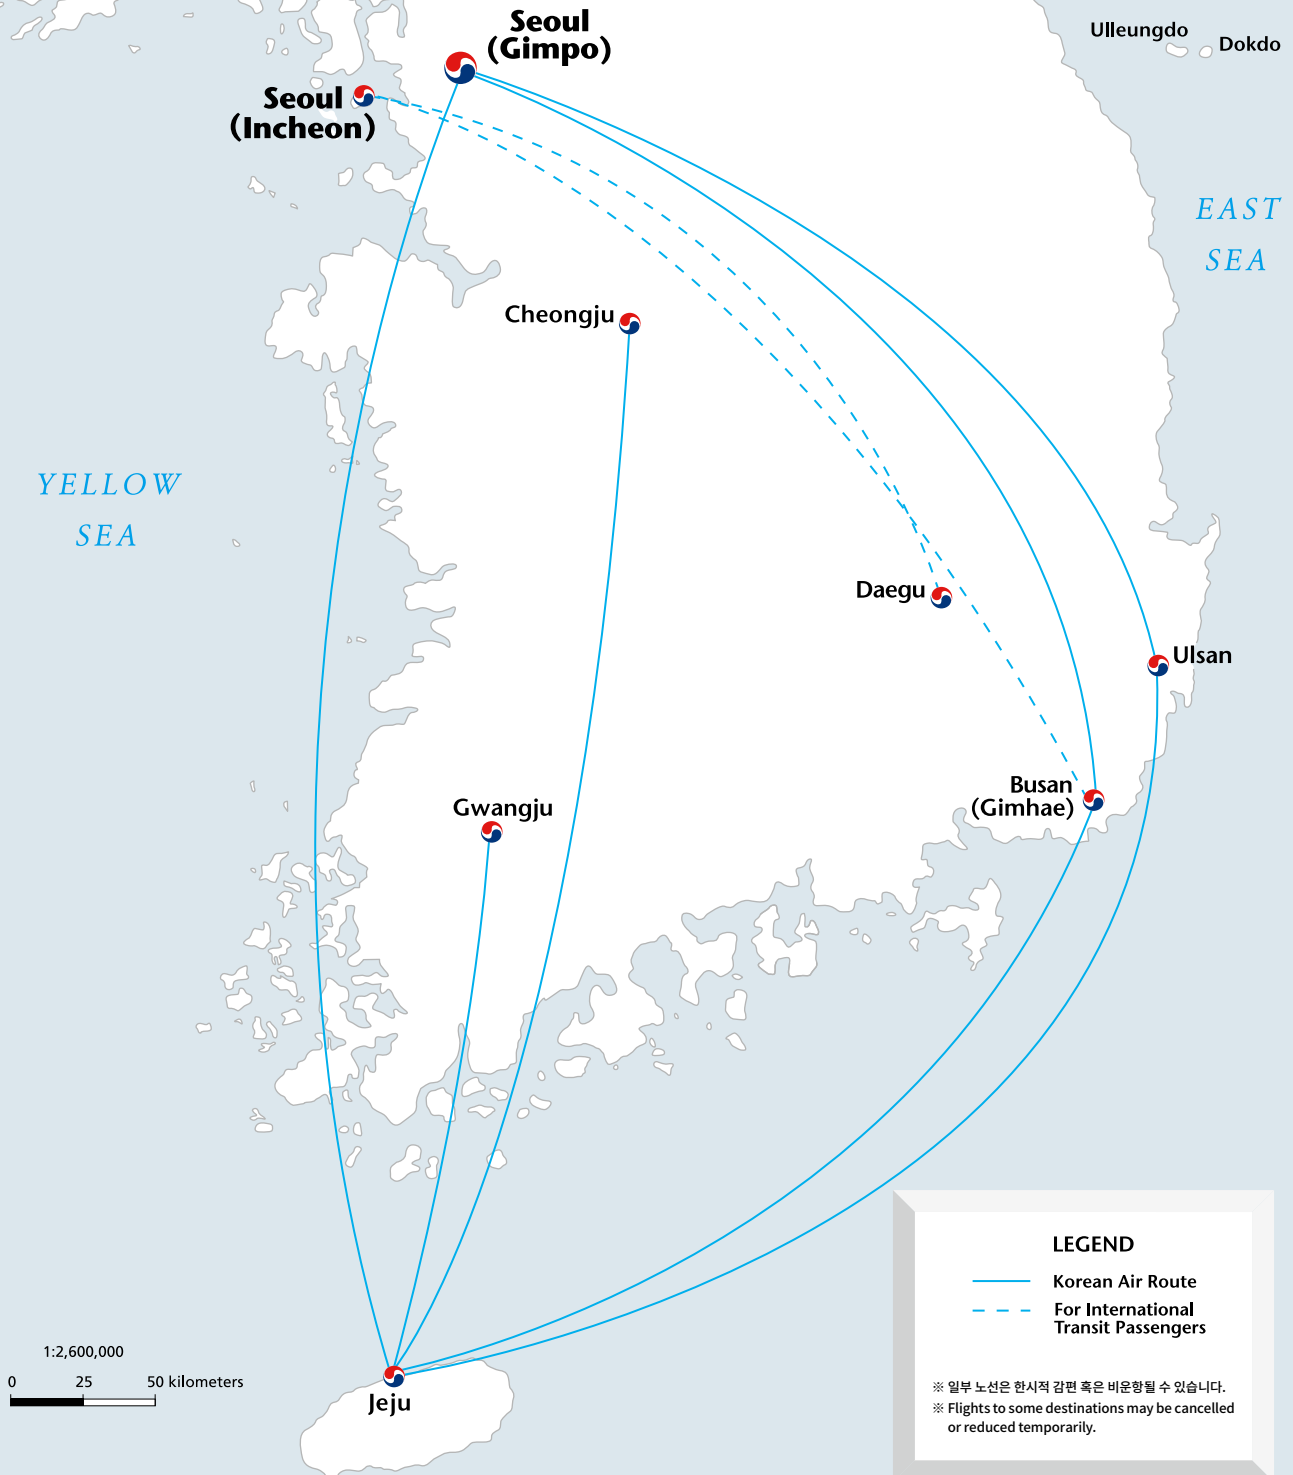 Seoul
(Gimpo)
Ulleungdo
Dokdo
Seoul
(Incheon)
EAST
SEA
Cheongju
YELLOW
SEA
Daegu
Ulsan
Busan
(Gimhae)
Gwangju
LEGEND
Korean Air Route
For International
Transit Passengers
※ 일부 노선은 한시적 감편 혹은 비운항될 수 있습니다.
※ Flights to some destinations may be cancelled
or reduced temporarily.
1:2,600,000
0 25 50 kilometers
Jeju